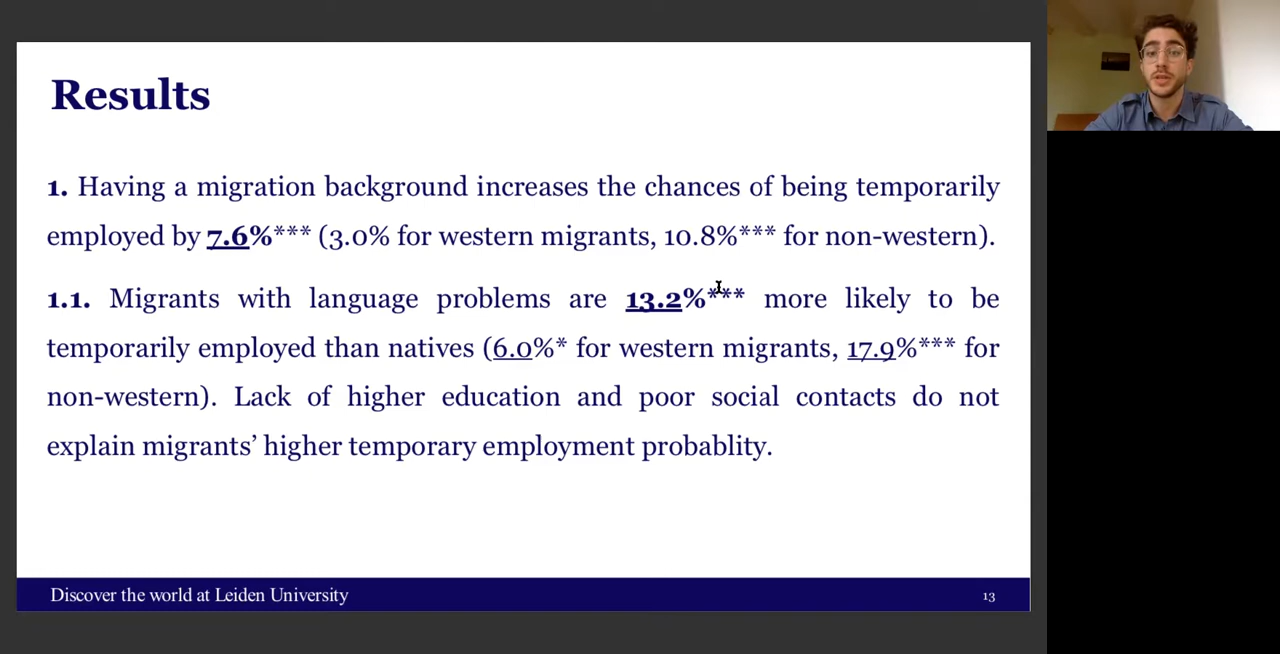 Results
1. Having a migration background increases the chances of being temporarily
employed by 7.6%*** (3.0% for western migrants, 10.8%*** for non-western).
1.1. Migrants with language problems are 13.2%*** more likely to be
temporarily employed than natives (6.0%* for western migrants, 17.9%*** for
non-western). Lack of higher education and poor social contacts do not
explain migrants’ higher temporary employment probablity.
Discover the world at Leiden University
13